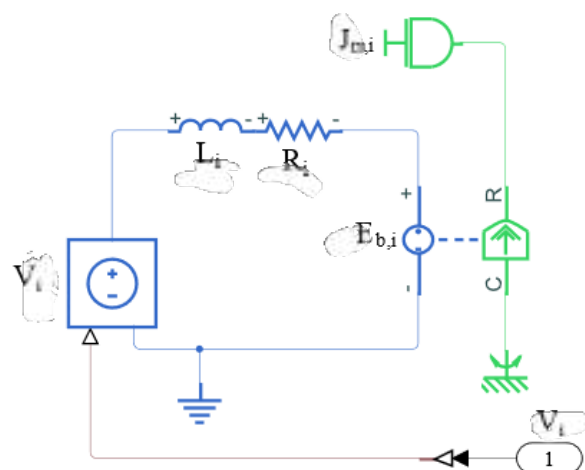 J m,i
+ - + -
L i R i
+
R
E b,i
V i
+
-
-
C
V i
1